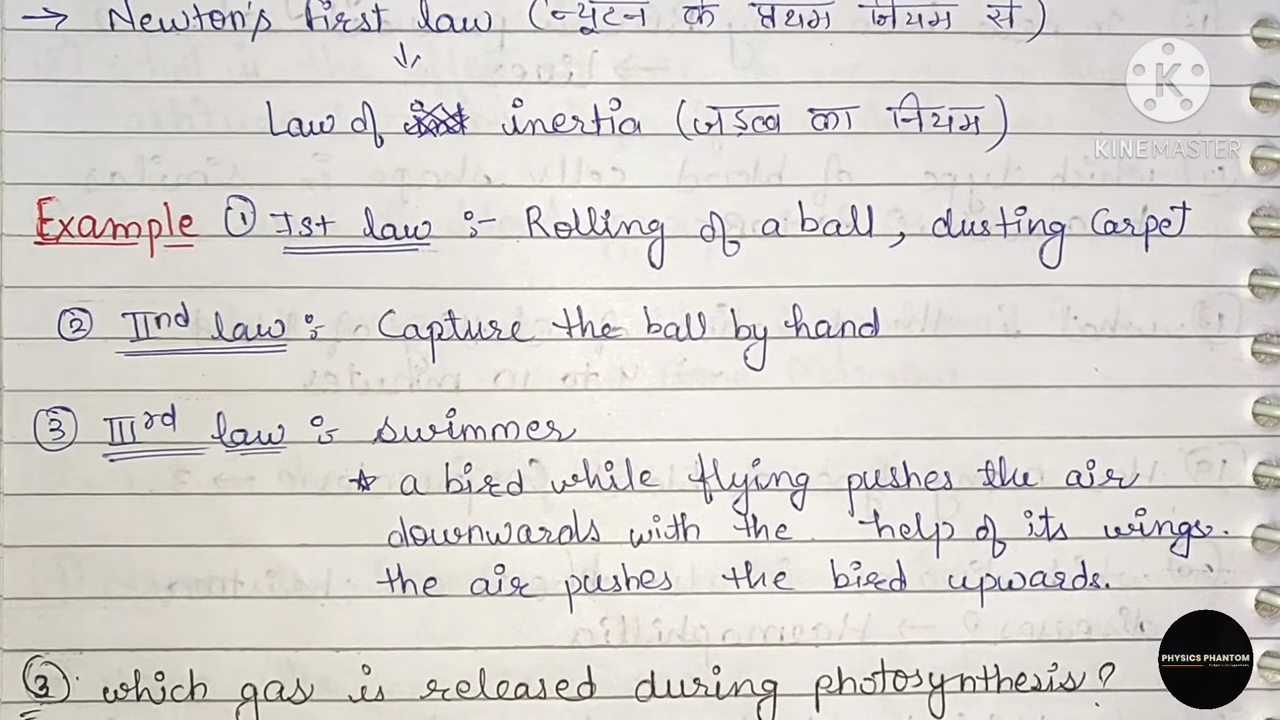 → Newton's first law (न्यूटन के प्रथम नियम से)
Law of inertia (जड़त्व का नियम)
K
KINEMASTER
Example ① Ist law :- Rolling of a ball, dusting Carpet
② IInd law :- Capture the ball by hand
③ IIIrd law :- Swimmer
* a bird while flying pushes the air
downwards with the help of its wings.
the air pushes the bird upwards.
PHYSICS PHANTOM
③ which gas is released during photosynthesis?